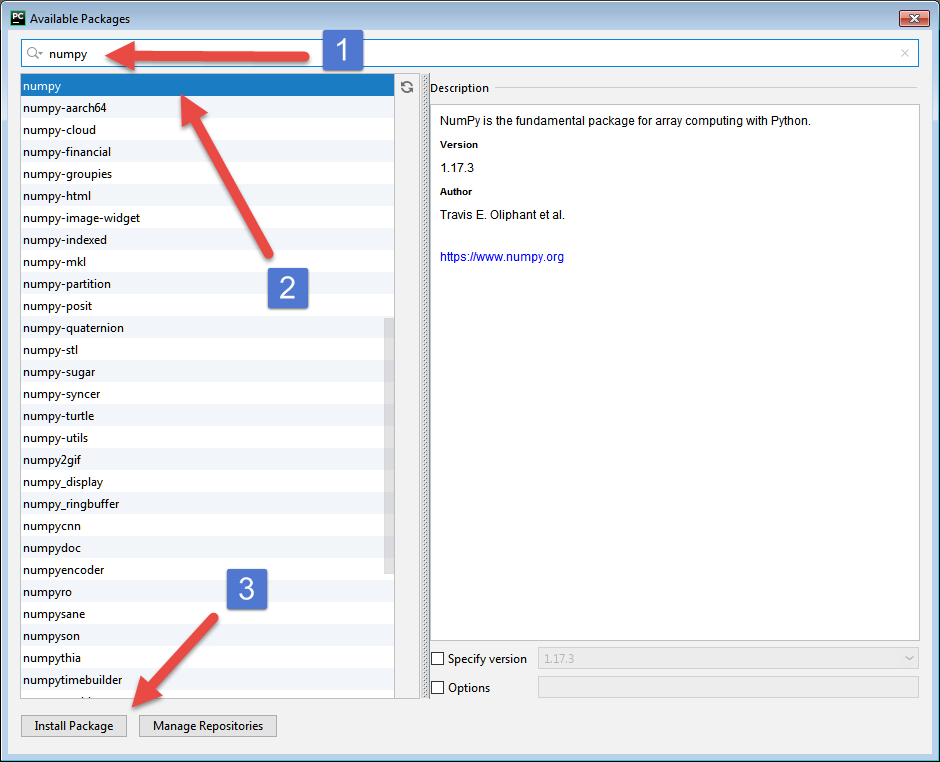 PC Available Packages
numpy
1
numpy
numpy-aarch64
numpy-cloud
numpy-financial
numpy-groupies
numpy-html
numpy-image-widget
numpy-indexed
numpy-mkl
2
numpy-partition
numpy-posit
numpy-quaternion
numpy-stl
numpy-sugar
numpy-syncer
numpy-turtle
numpy-utils
numpy2gif
numpy_display
numpy_ringbuffer
numpycnn
numpydoc
numpyencoder
3
numpyro
numpysane
numpyson
numpythia
numpytimebuilder
Description
NumPy is the fundamental package for array computing with Python.
Version
1.17.3
Author
Travis E. Oliphant et al.
https://www.numpy.org
Specify version 1.17.3
Options
Install Package Manage Repositories